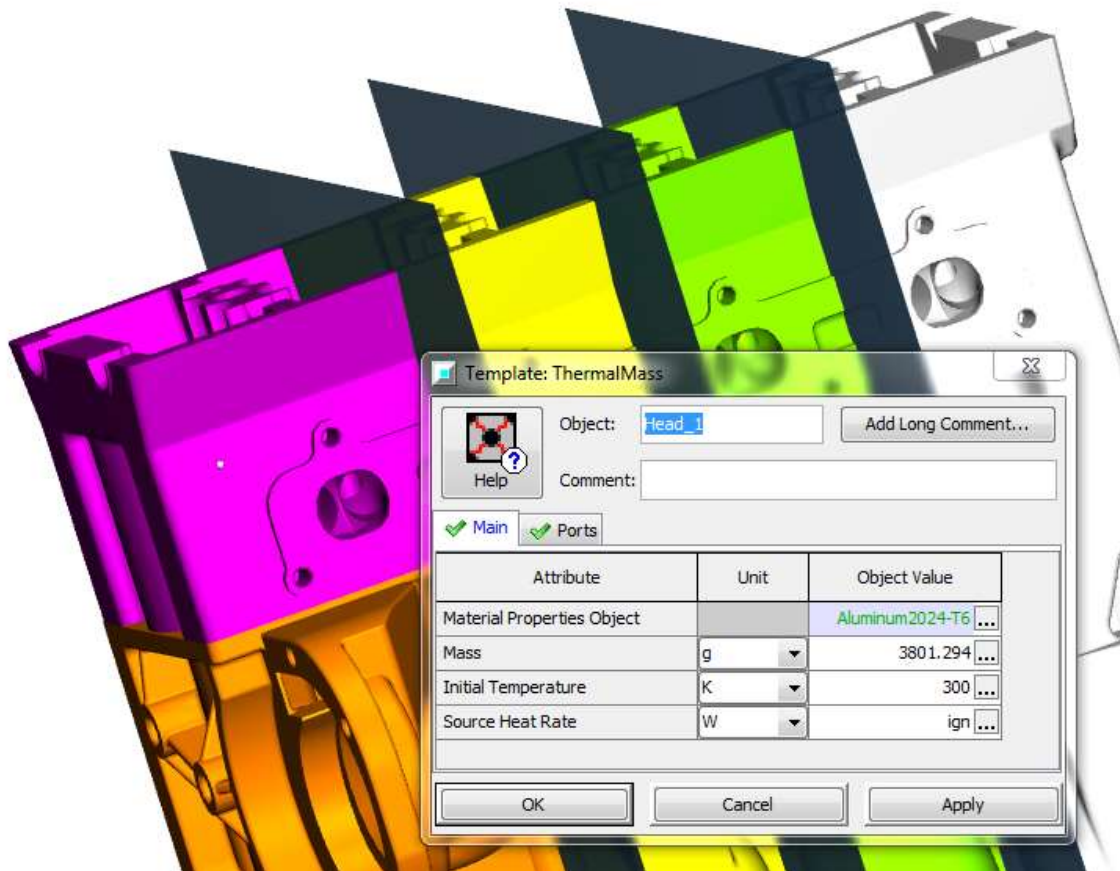 Template: ThermalMass
Help
Object:
Head_1
Add Long Comment...
Comment:
Main
Ports
Attribute Unit Object Value
Material Properties Object Aluminum2024-T6 ...
Mass g 3801.294 ...
Initial Temperature K 300 ...
Source Heat Rate W ign ...
OK Cancel Apply